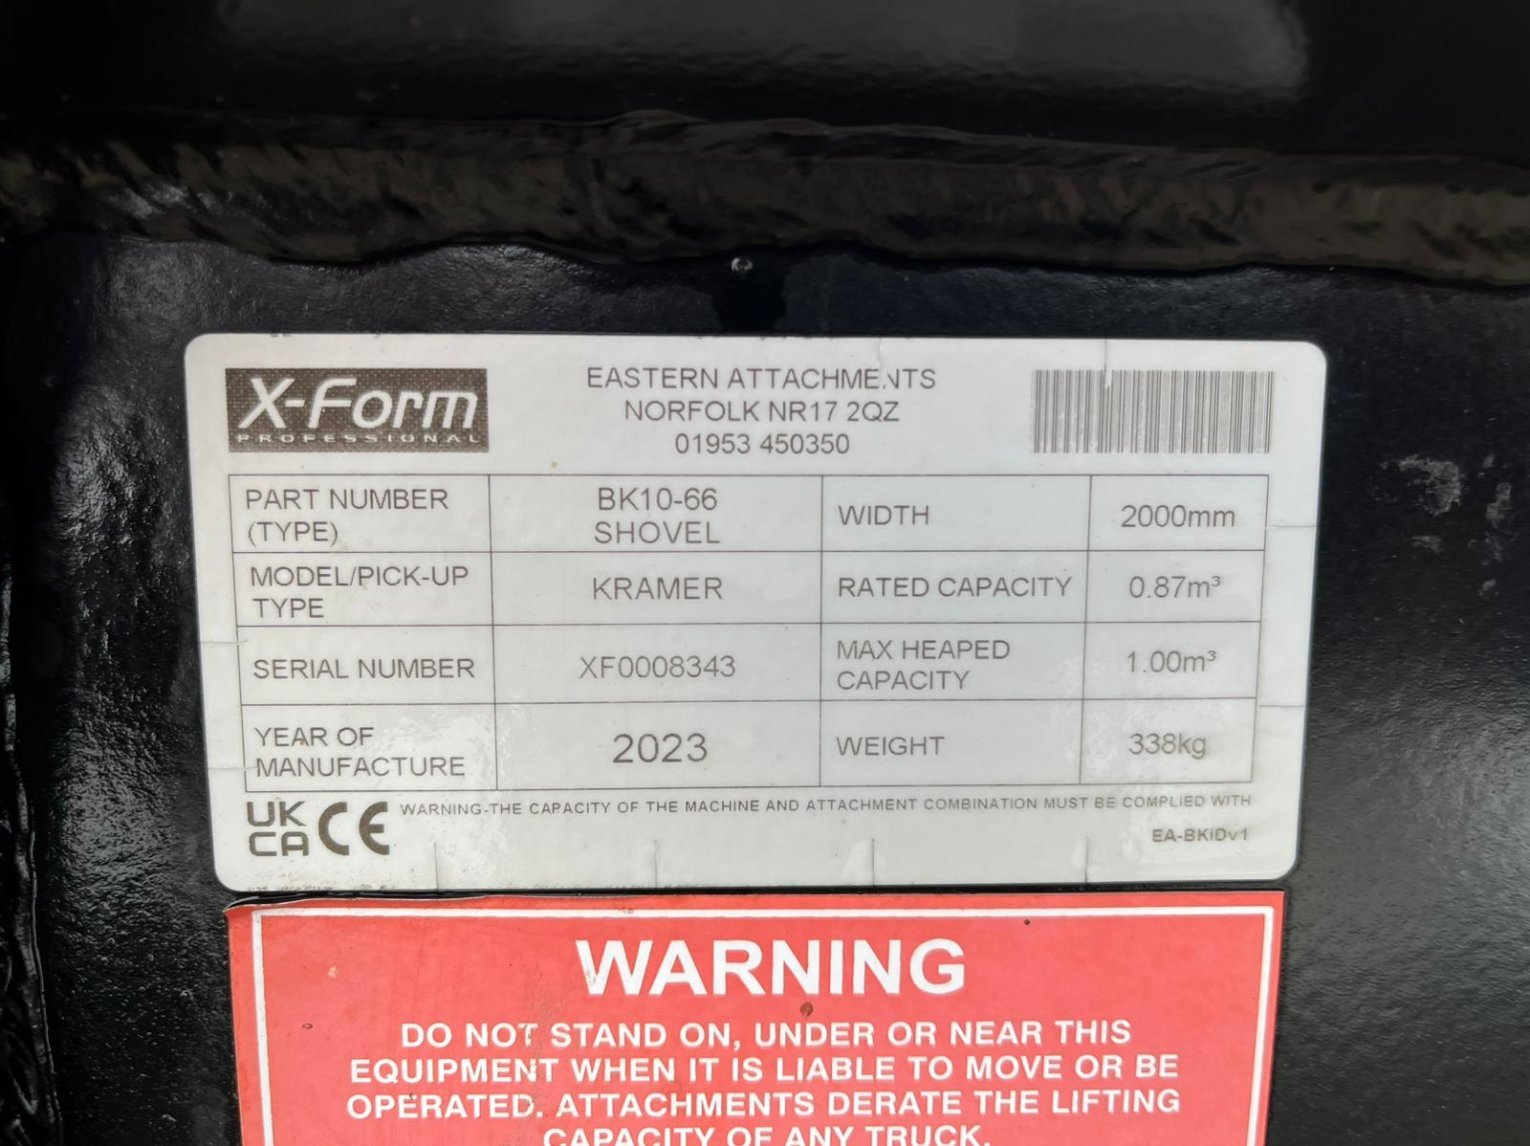 X-Form
PROFESSIONAL
EASTERN ATTACHMENTS
NORFOLK NR17 2QZ
01953 450350
PART NUMBER
(TYPE)
BK10-66
SHOVEL
WIDTH
2000mm
MODEL/PICK-UP
TYPE
KRAMER
RATED CAPACITY
0.87m³
SERIAL NUMBER
XF0008343
MAX HEAPED
CAPACITY
1.00m³
YEAR OF
MANUFACTURE
2023
WEIGHT
338kg
UK
CA
CE
WARNING-THE CAPACITY OF THE MACHINE AND ATTACHMENT COMBINATION MUST BE COMPLIED WITH
EA-BKIDv1
WARNING
DO NOT STAND ON, UNDER OR NEAR THIS
EQUIPMENT WHEN IT IS LIABLE TO MOVE OR BE
OPERATED. ATTACHMENTS DERATE THE LIFTING
CAPACITY OF ANY TRUCK.